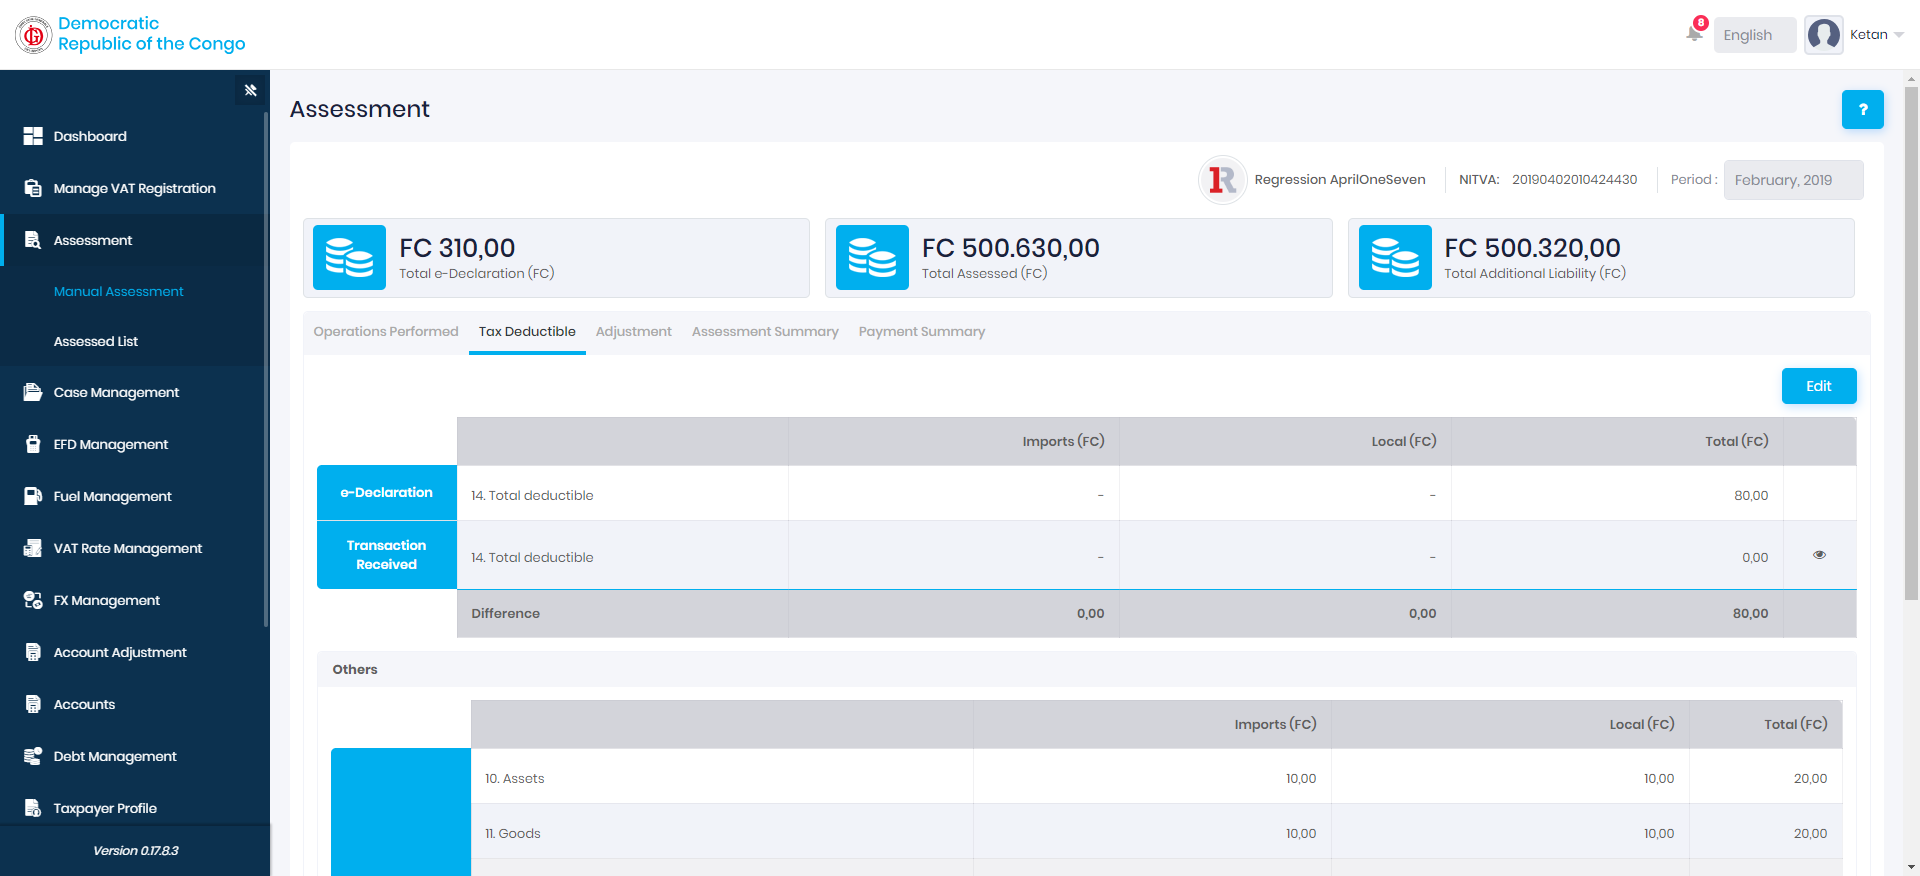 Democratic
Republic of the Congo
8
English
Ketan
Dashboard
Manage VAT Registration
Assessment
Manual Assessment
Assessed List
Case Management
EFD Management
Fuel Management
VAT Rate Management
FX Management
Account Adjustment
Accounts
Debt Management
Taxpayer Profile
Version 0.17.8.3
Assessment
?
1R
Regression AprilOneSeven
NITVA: 20190402010424430
Period : February, 2019
FC 310,00
Total e-Declaration (FC)
FC 500.630,00
Total Assessed (FC)
FC 500.320,00
Total Additional Liability (FC)
Operations Performed Tax Deductible Adjustment Assessment Summary Payment Summary
Edit
Imports (FC) Local (FC) Total (FC)
e-Declaration 14. Total deductible - - 80,00
Transaction
Received
14. Total deductible - - 0,00
Difference 0,00 0,00 80,00
Others
Imports (FC) Local (FC) Total (FC)
10. Assets 10,00 10,00 20,00
11. Goods 10,00 10,00 20,00